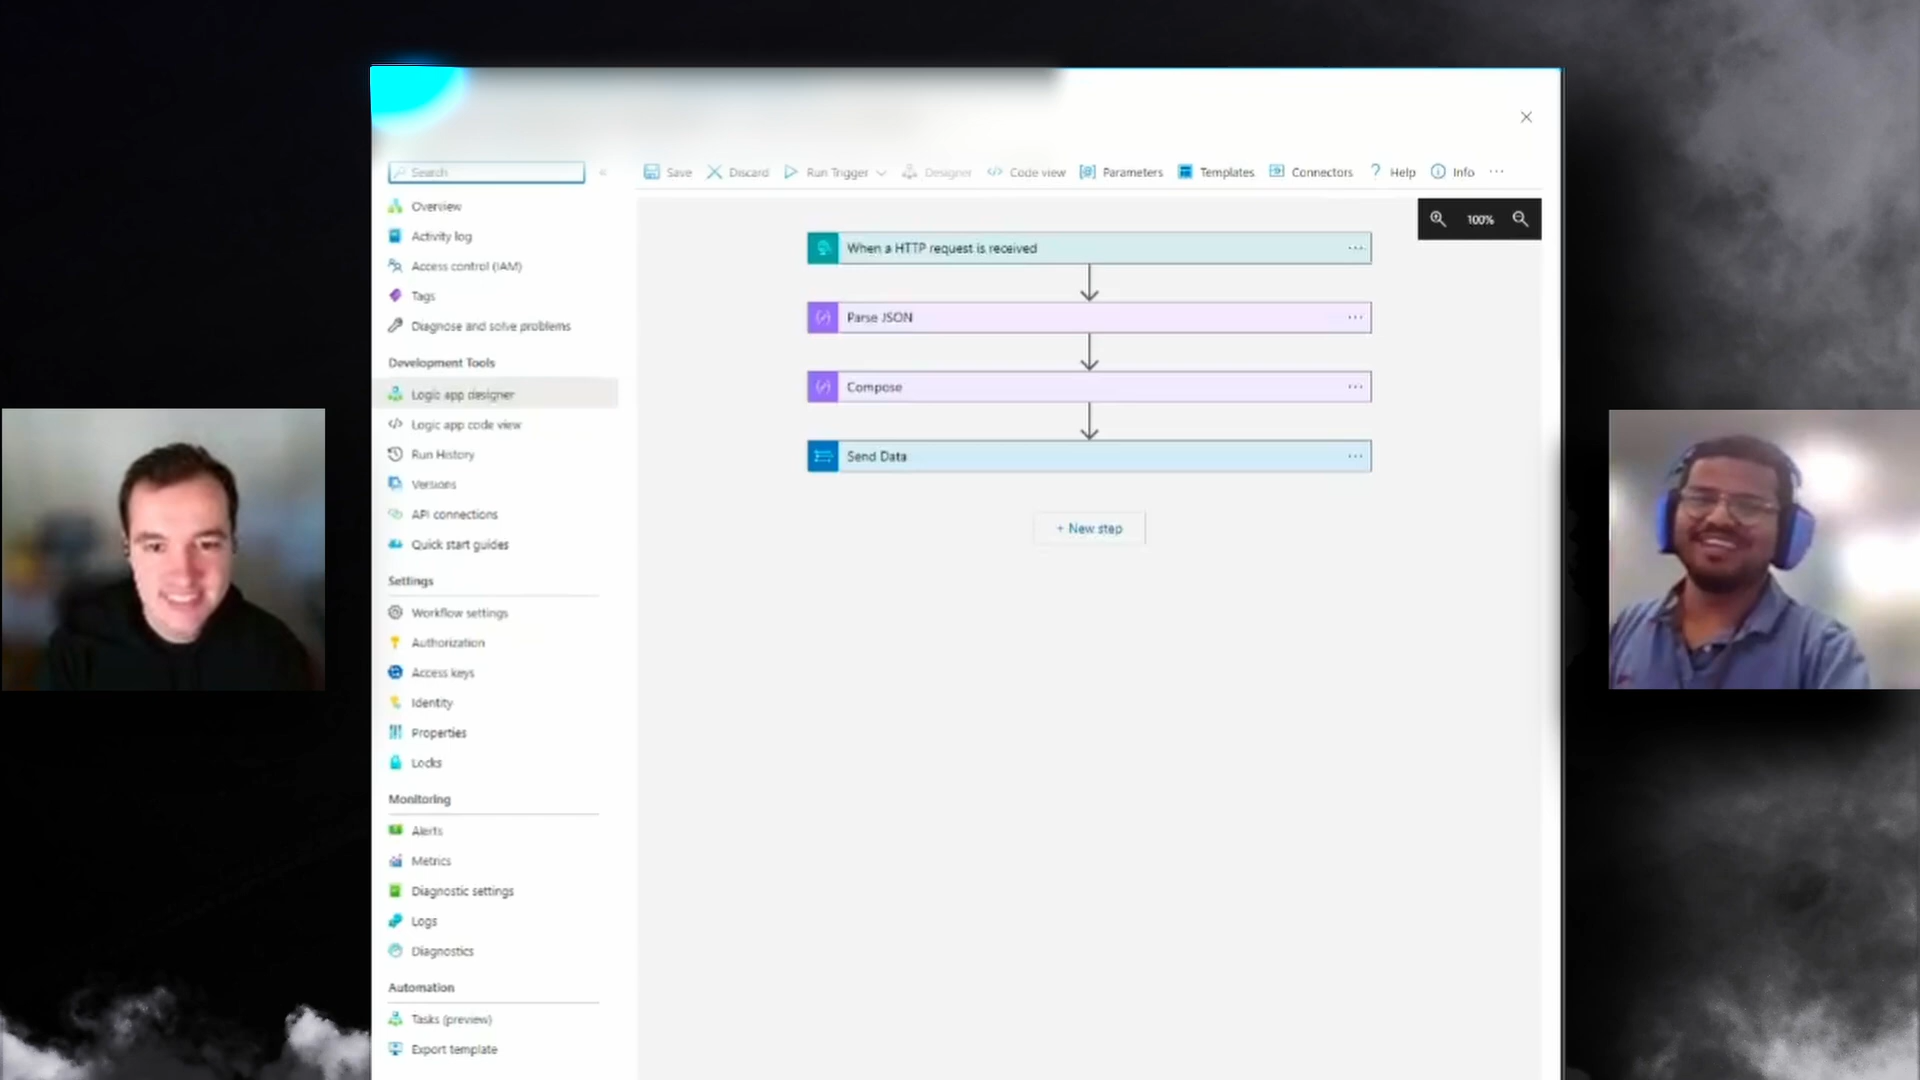 Search
Save
Discard
Run Trigger
Designer
Code view
Parameters
Templates
Connectors
Help
Info
Overview
Activity log
Access control (IAM)
Tags
Diagnose and solve problems
Development Tools
Logic app designer
Logic app code view
Run History
Versions
API connections
Quick start guides
Settings
Workflow settings
Authorization
Access keys
Identity
Properties
Locks
Monitoring
Alerts
Metrics
Diagnostic settings
Logs
Diagnostics
Automation
Tasks (preview)
Export template
100%
When a HTTP request is received
Parse JSON
Compose
Send Data
+ New step